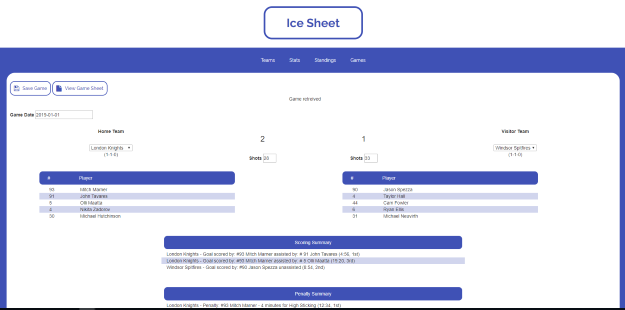 Ice Sheet
Teams Stats Standings Games
Save Game View Game Sheet
Game retreived
Game Date 2019-01-01
Home Team
Visitor Team
2 1
London Knights
Windsor Spitfires
(1-1-0)
(1-1-0)
Shots 26
Shots 33
# Player
# Player
93 Mitch Marner
91 John Tavares
8 Olli Maatta
4 Nikita Zadorov
30 Michael Hutchinson
90 Jason Spezza
4 Taylor Hall
44 Cam Fowler
6 Ryan Ellis
31 Michael Neuvirth
Scoring Summary
London Knights - Goal scored by: #93 Mitch Marner assisted by: # 91 John Tavares (4:56, 1st)
London Knights - Goal scored by: #93 Mitch Marner assisted by: # 8 Olli Maatta (15:20, 3rd)
Windsor Spitfires - Goal scored by: #90 Jason Spezza unassisted (8:54, 2nd)
Penalty Summary
London Knights - Penalty: #93 Mitch Marner - 4 minutes for High Sticking (12:34, 1st)